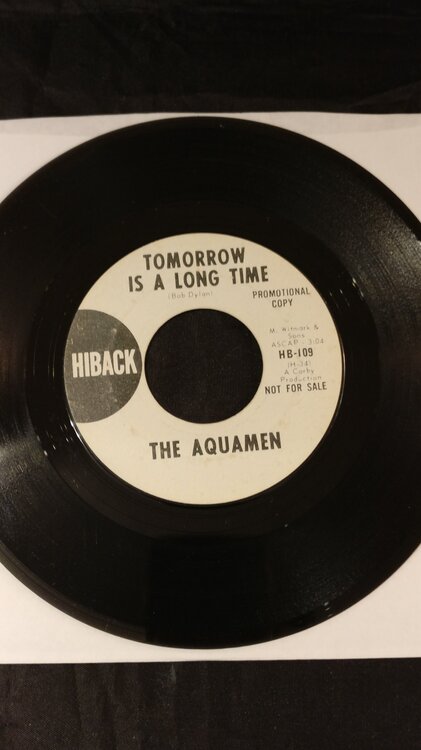 TOMORROW
IS A LONG TIME
(Bob Dylan)
PROMOTIONAL
COPY
HIBACK
M. Witmark &
Sons
ASCAP - 3:04
HB-109
(H-34)
A Corby
Production
NOT FOR SALE
THE AQUAMEN